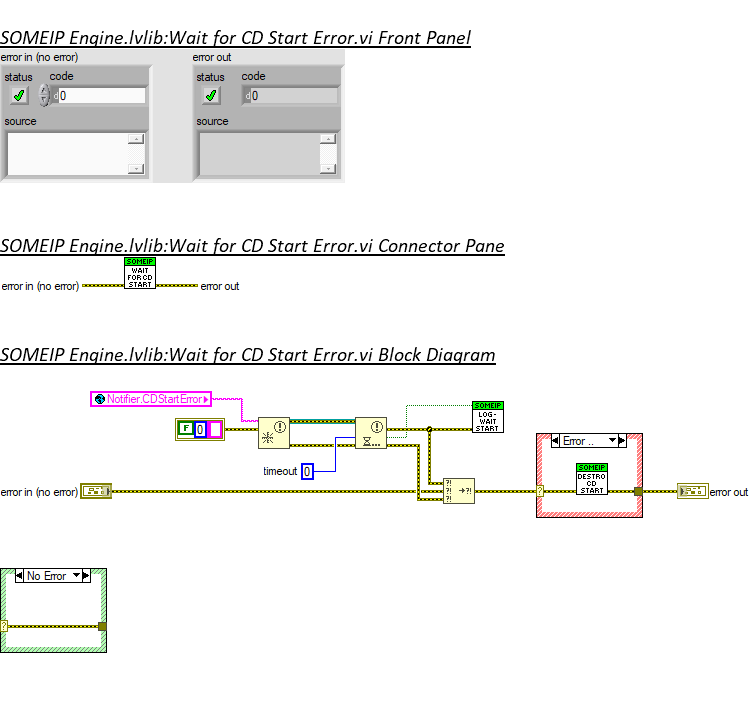 SOMEIP Engine.lvlib:Wait for CD Start Error.vi Front Panel
error in (no error) error out
status code status code
d0 d0
source source
SOMEIP Engine.lvlib:Wait for CD Start Error.vi Connector Pane
SOMEIP
WAIT
FOR CD
START
error in (no error) error out
SOMEIP Engine.lvlib:Wait for CD Start Error.vi Block Diagram
Notifier.CDStartError
SOMEIP
LOG-
WAIT
START
F 0
timeout 0
Error ..
SOMEIP
DESTRO
CD
START
error in (no error) error out
?! ?! ?! →?!
?
No Error
?